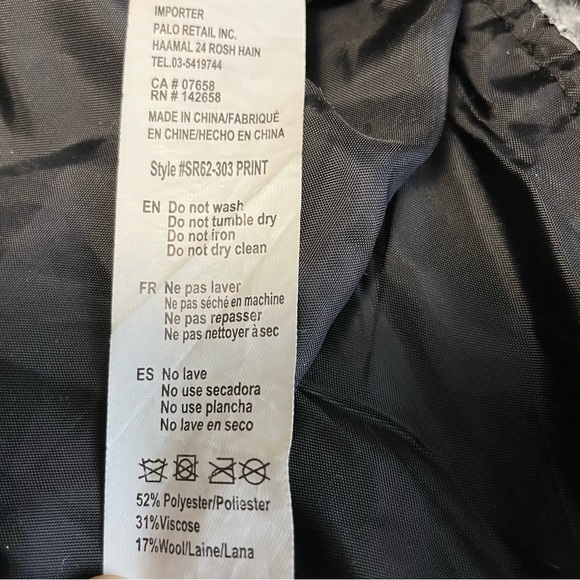 IMPORTER
PALO RETAIL INC.
HAAMAL 24 ROSH HAIN
TEL.03-5419744
CA # 07658
RN # 142658
MADE IN CHINA/FABRIQUÉ
EN CHINE/HECHO EN CHINA
Style #SR62-303 PRINT
EN Do not wash
Do not tumble dry
Do not iron
Do not dry clean
FR Ne pas laver
Ne pas séché en machine
Ne pas repasser
Ne pas nettoyer à sec
ES No lave
No use secadora
No use plancha
No lave en seco
52% Polyester/Poliester
31%Viscose
17%Wool/Laine/Lana